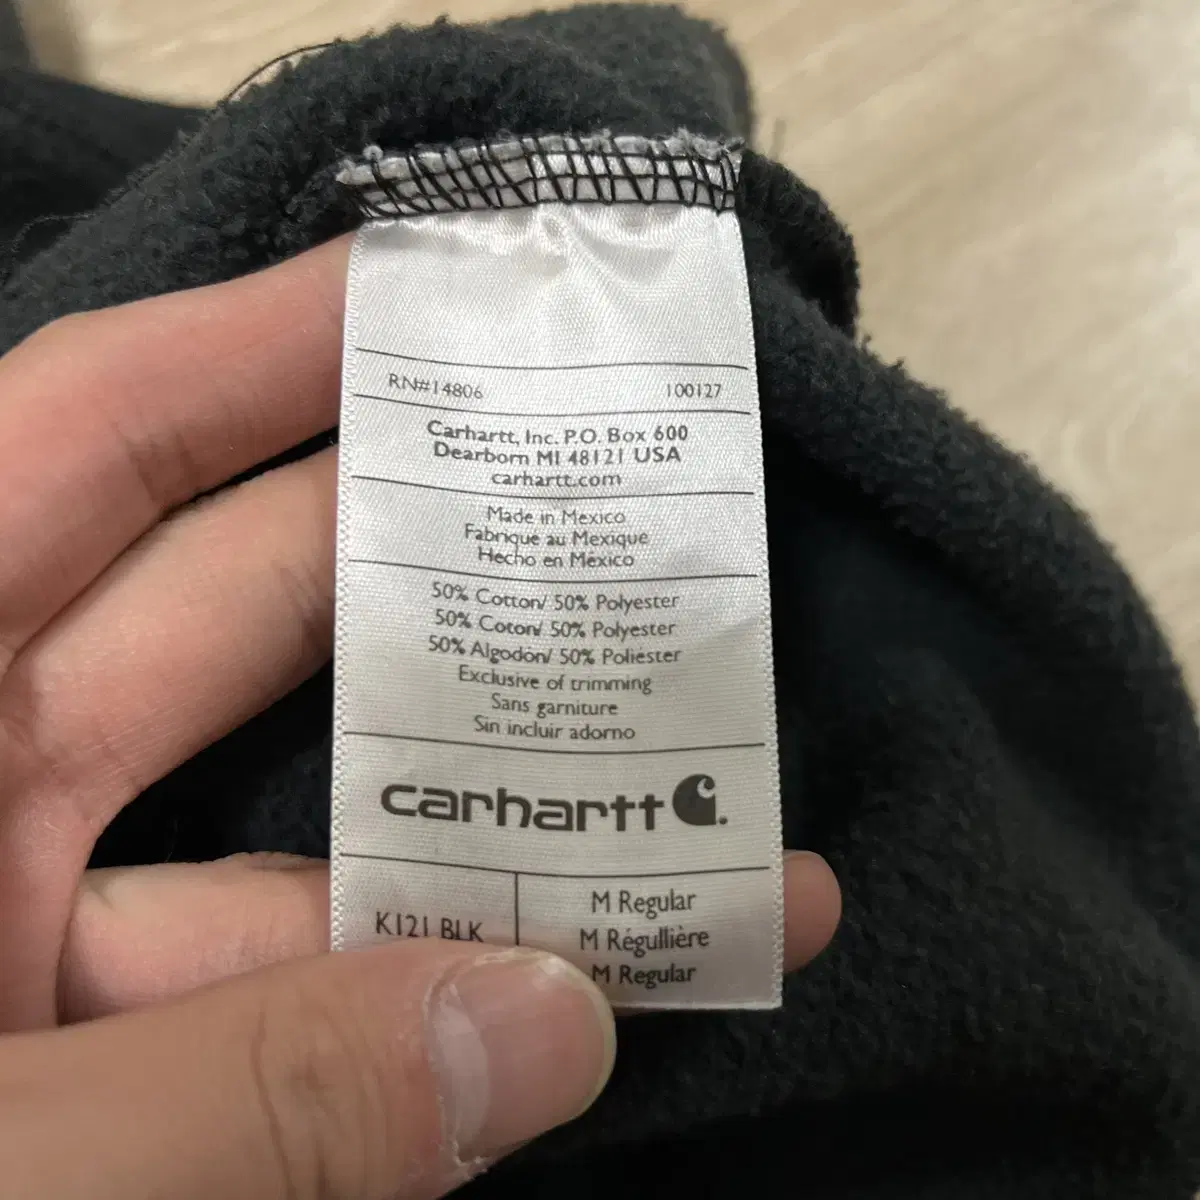 RN#14806 100127
Carhartt, Inc. P.O. Box 600
Dearborn MI 48121 USA
carhartt.com
Made in Mexico
Fabrique au Mexique
Hecho en México
50% Cotton/ 50% Polyester
50% Coton/ 50% Polyester
50% Algodón/ 50% Poliéster
Exclusive of trimming
Sans garniture
Sin incluir adorno
carhartt
K121 BLK
M Regular
M Régullière
M Regular